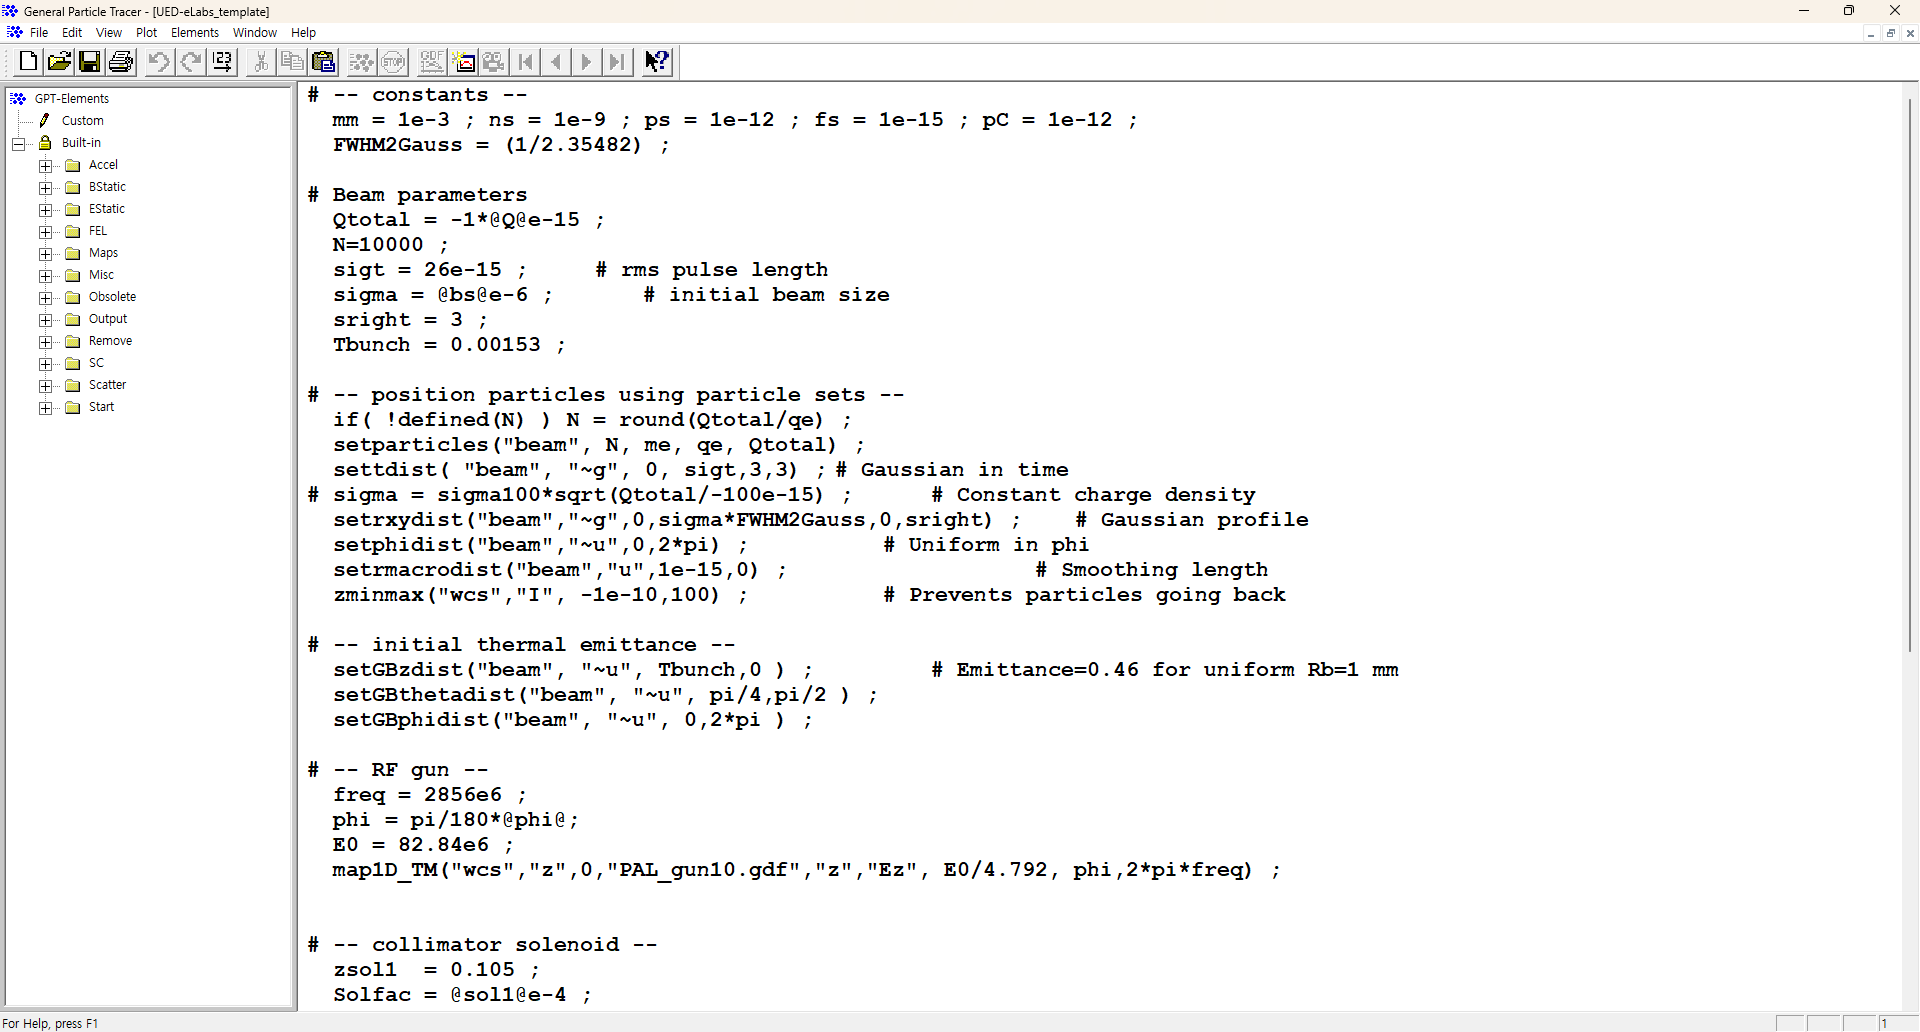 General Particle Tracer - [UED-eLabs_template]
File Edit View Plot Elements Window Help
GPT-Elements
Custom
Built-in
Accel
BStatic
EStatic
FEL
Maps
Misc
Obsolete
Output
Remove
SC
Scatter
Start
# -- constants --
mm = 1e-3 ; ns = 1e-9 ; ps = 1e-12 ; fs = 1e-15 ; pC = 1e-12 ;
FWHM2Gauss = (1/2.35482) ;
# Beam parameters
Qtotal = -1*@Q@e-15 ;
N=10000 ;
sigt = 26e-15 ; # rms pulse length
sigma = @bs@e-6 ; # initial beam size
sright = 3 ;
Tbunch = 0.00153 ;
# -- position particles using particle sets --
if( !defined(N) ) N = round(Qtotal/qe) ;
setparticles("beam", N, me, qe, Qtotal) ;
settdist( "beam", "~g", 0, sigt,3,3) ; # Gaussian in time
# sigma = sigma100*sqrt(Qtotal/-100e-15) ; # Constant charge density
setrxydist("beam","~g",0,sigma*FWHM2Gauss,0,sright) ; # Gaussian profile
setphidist("beam","~u",0,2*pi) ; # Uniform in phi
setrmacrodist("beam","u",1e-15,0) ; # Smoothing length
zminmax("wcs","I", -1e-10,100) ; # Prevents particles going back
# -- initial thermal emittance --
setGBzdist("beam", "~u", Tbunch,0 ) ; # Emittance=0.46 for uniform Rb=1 mm
setGBthetadist("beam", "~u", pi/4,pi/2 ) ;
setGBphidist("beam", "~u", 0,2*pi ) ;
# -- RF gun --
freq = 2856e6 ;
phi = pi/180*@phi@;
E0 = 82.84e6 ;
map1D_TM("wcs","z",0,"PAL_gun10.gdf","z","Ez", E0/4.792, phi,2*pi*freq) ;
# -- collimator solenoid --
zsol1 = 0.105 ;
Solfac = @sol1@e-4 ;
For Help, press F1
1